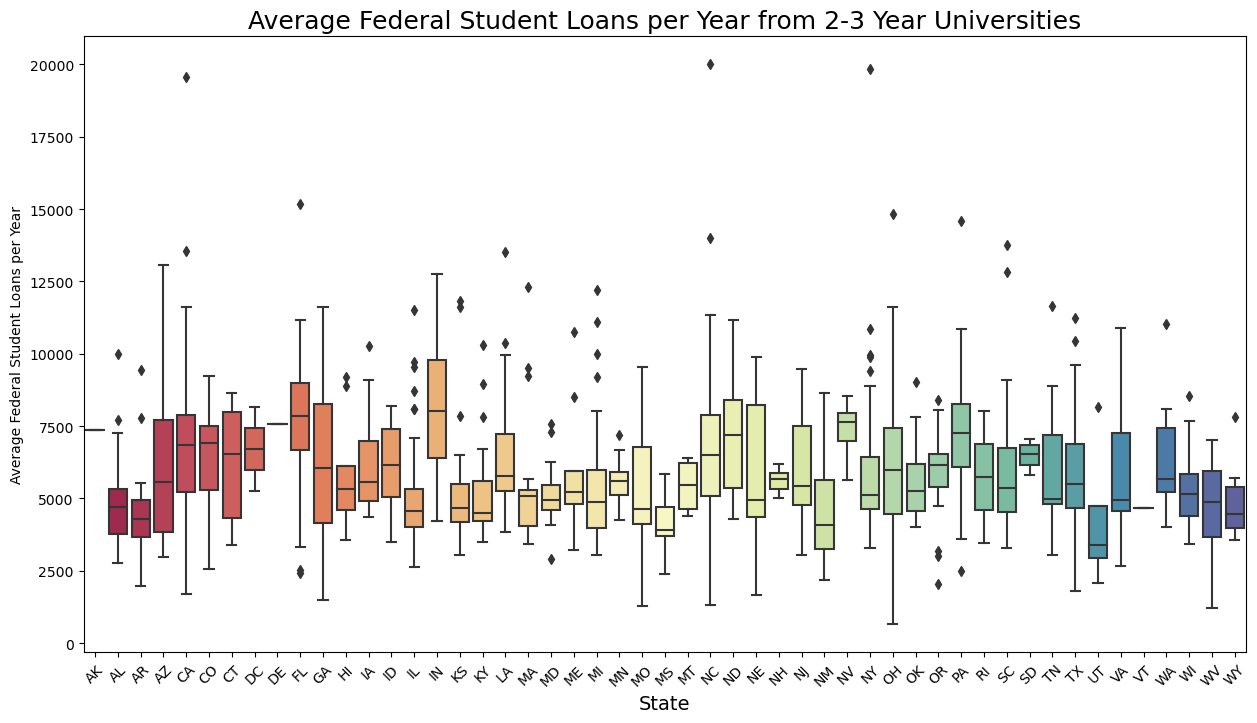 Average Federal Student Loans per Year from 2-3 Year Universities
Average Federal Student Loans per Year
20000
17500
15000
12500
10000
7500
5000
2500
0
AK AL AR AZ CA CO CT DC DE FL GA HI IA ID IL IN KS KY LA MA MD ME MI MN MO MS MT NC ND NE NH NJ NM NV NY OH OK OR PA RI SC SD TN TX UT VA VT WA WI WV WY
State